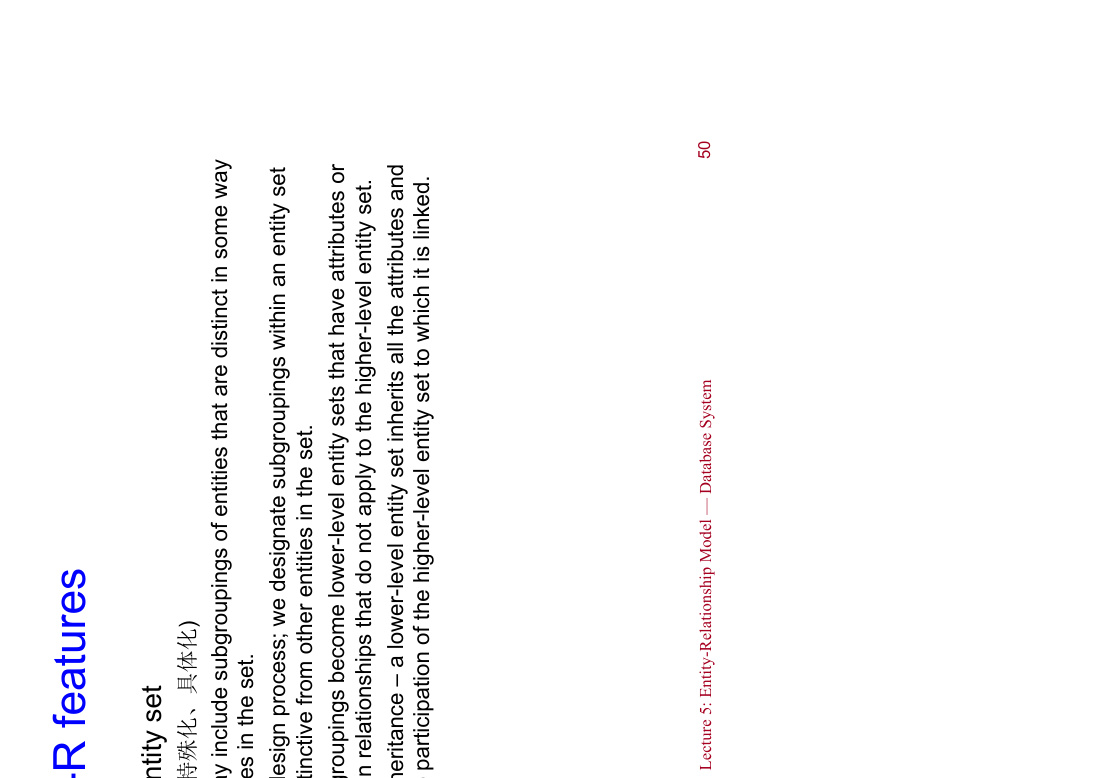 -R features
ntity set
特殊化、具体化)
y include subgroupings of entities that are distinct in some way
es in the set.
esign process; we designate subgroupings within an entity set
tinctive from other entities in the set.
groupings become lower-level entity sets that have attributes or
n relationships that do not apply to the higher-level entity set.
heritance – a lower-level entity set inherits all the attributes and
participation of the higher-level entity set to which it is linked.
Lecture 5: Entity-Relationship Model — Database System
50